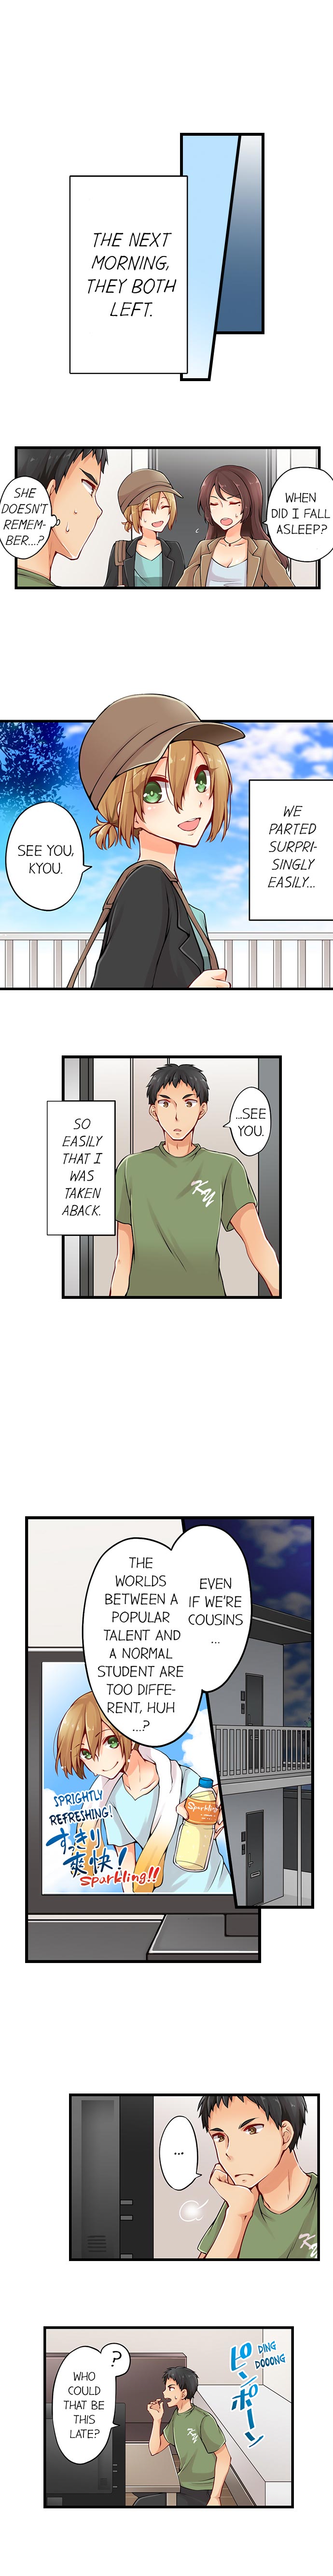 THE NEXT
MORNING,
THEY BOTH
LEFT.
WHEN
DID I FALL
ASLEEP?
SHE
DOESN'T
REMEM-
BER...?
WE
PARTED
SURPRI-
SINGLY
EASILY...
SEE YOU,
KYOU.
...SEE
YOU.
SO
EASILY
THAT I
WAS
TAKEN
ABACK.
EVEN
IF WE'RE
COUSINS
...
THE
WORLDS
BETWEEN A
POPULAR
TALENT AND
A NORMAL
STUDENT ARE
TOO DIFFE-
RENT, HUH
...?
SPRIGHTLY
REFRESHING!
すきり
爽快!
Sparkling!!
Sparkling
...
DING
DOOONG
ピンポーン
?
WHO
COULD
THAT BE
THIS
LATE?